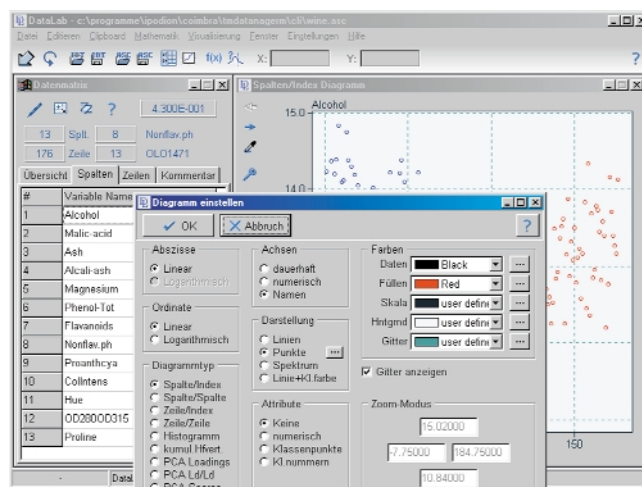 DataLab - c:\programme\ipodion\coimbra\tmdatanagerm\cli\wine.asc
Datei Editieren Clipboard Mathematik Visualisierung Fenster Einstellungen Hilfe
f(x) X: Y: ?
Datenmatrix
4.300E-001
13 Splt. 8 Nonflav.ph
176 Zeile 13 OLO1471
Übersicht Spalten Zeilen Kommentar
# Variable Name
1 Alcohol
2 Malic-acid
3 Ash
4 Alcali-ash
5 Magnesium
6 Phenol-Tot
7 Flavanoids
8 Nonflav.ph
9 Proanthcya
10 ColIntens
11 Hue
12 OD280OD315
13 Proline
- DataL
Spalten/Index Diagramm
Alcohol
15.0
14.0
150
Diagramm einstellen
OK Abbruch ?
Abszisse
Linear
Logarithmisch
Ordinate
Linear
Logarithmisch
Diagrammtyp
Spalte/Index
Spalte/Spalte
Zeile/Index
Zeile/Zeile
Histogramm
kumul.Hfvert.
PCA Loadings
PCA Ld/Ld
PCA Scores
Achsen
dauerhaft
numerisch
Namen
Darstellung
Linien
Punkte ...
Spektrum
Linie+Kl.farbe
Attribute
Keine
numerisch
Klassenpunkte
Kl.nummern
Farben
Daten Black ...
Füllen Red ...
Skala user define ...
Hntgrnd user define ...
Gitter user define ...
Gitter anzeigen
Zoom-Modus
15.02000
-7.75000 184.75000
10.84000